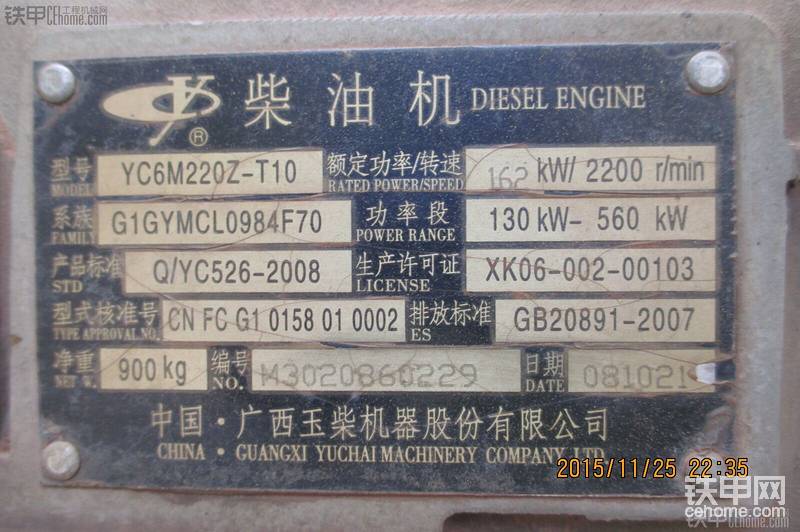 铁甲 工程机械网
CEhome.com
®
柴油机 DIESEL ENGINE
型号 YC6M220Z-T10 额定功率/转速 162 kW/ 2200 r/min
MODEL RATED POWER/SPEED
系族 G1GYMCL0984F70 功率段 130 kW- 560 kW
FAMILY POWER RANGE
产品标准 Q/YC526-2008 生产许可证 XK06-002-00103
STD LICENSE
型式核准号 CN FC G1 0158 01 0002 排放标准 GB20891-2007
TYPE APPROVAL NO. ES
净重 900 kg 编号 M3020860229 日期 081021
NET W. NO. DATE
中国·广西玉柴机器股份有限公司
CHINA · GUANGXI YUCHAI MACHINERY COMPANY LTD.
2015/11/25 22:35
铁甲网
cehome.com